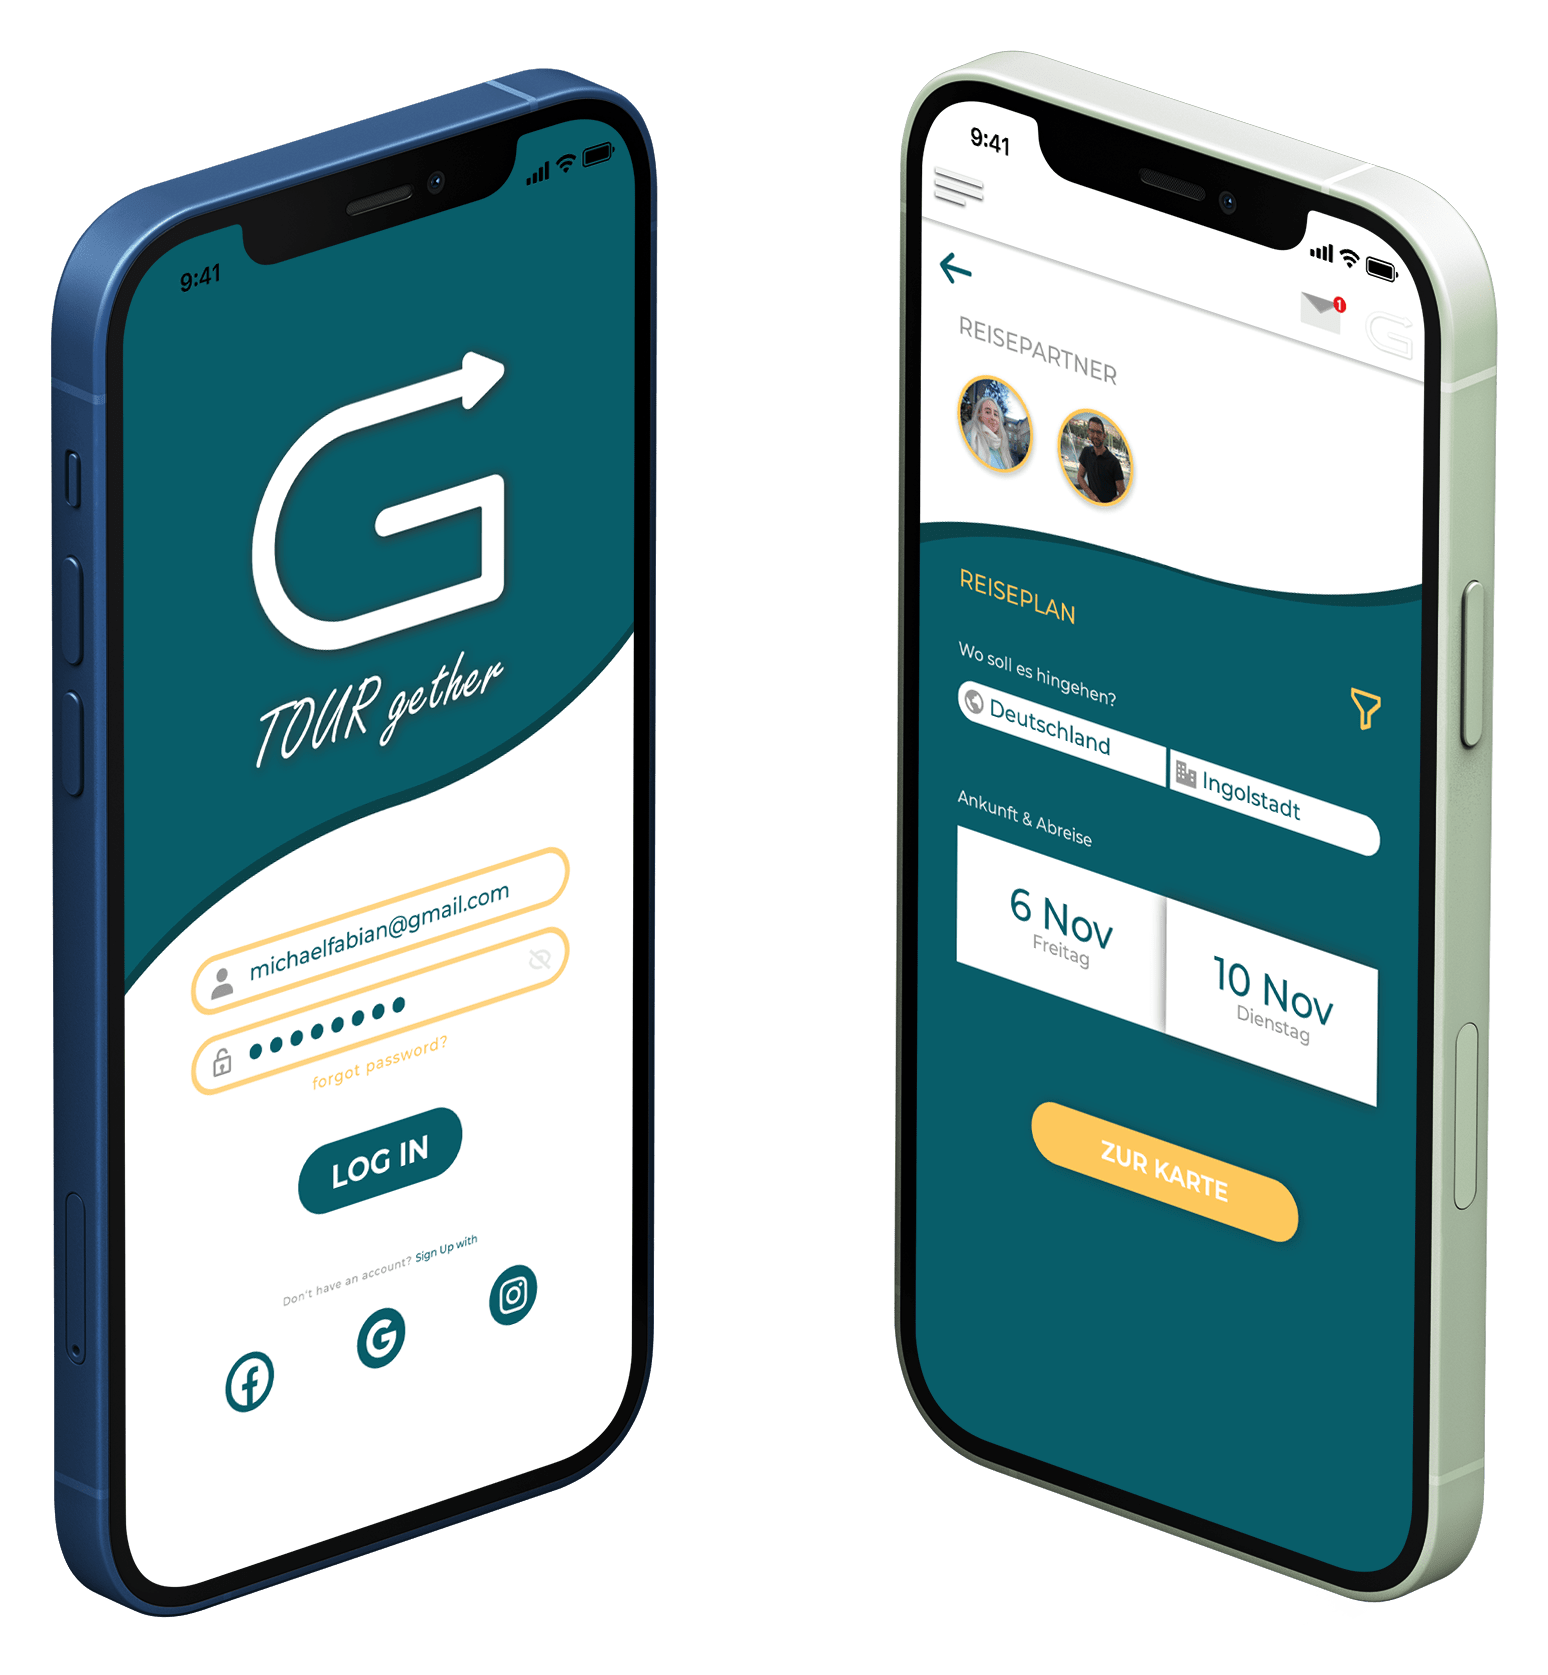 9:41
TOUR gether
michaelfabian@gmail.com
forgot password?
LOG IN
Don't have an account? Sign Up with
9:41
1
REISEPARTNER
REISEPLAN
Wo soll es hingehen?
Deutschland
Ingolstadt
Ankunft & Abreise
6 Nov
Freitag
10 Nov
Dienstag
ZUR KARTE